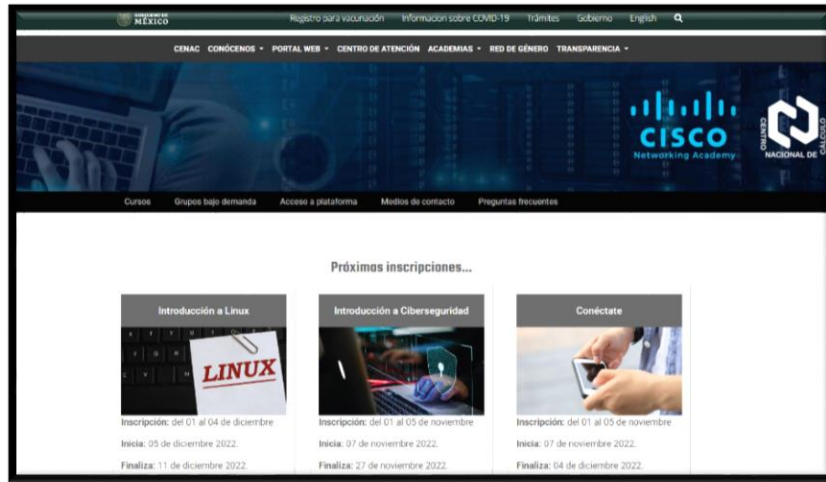 GOBIERNO DE
MÉXICO
Registro para vacunación Información sobre COVID-19 Trámites Gobierno English
CENAC CONÓCENOS PORTAL WEB CENTRO DE ATENCIÓN ACADEMIAS RED DE GÉNERO TRANSPARENCIA
CISCO
Networking Academy
CENTRO
NACIONAL DE
CÁLCULO
Cursos Grupos bajo demanda Acceso a plataforma Medios de contacto Preguntas frecuentes
Próximas inscripciones...
Introducción a Linux
LINUX
Inscripción: del 01 al 04 de diciembre
Inicia: 05 de diciembre 2022.
Finaliza: 11 de diciembre 2022.
Introducción a Ciberseguridad
Inscripción: del 01 al 05 de noviembre
Inicia: 07 de noviembre 2022.
Finaliza: 27 de noviembre 2022.
Conéctate
Inscripción: del 01 al 05 de noviembre
Inicia: 07 de noviembre 2022.
Finaliza: 04 de diciembre 2022.